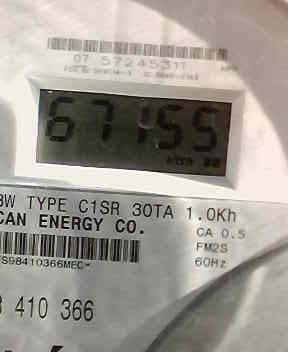 07 57245311
67155
3W TYPE C1SR 30TA 1.0Kh
CAN ENERGY CO.
CA 0.5
FM2S
60Hz
S98410366MEC*
410 366